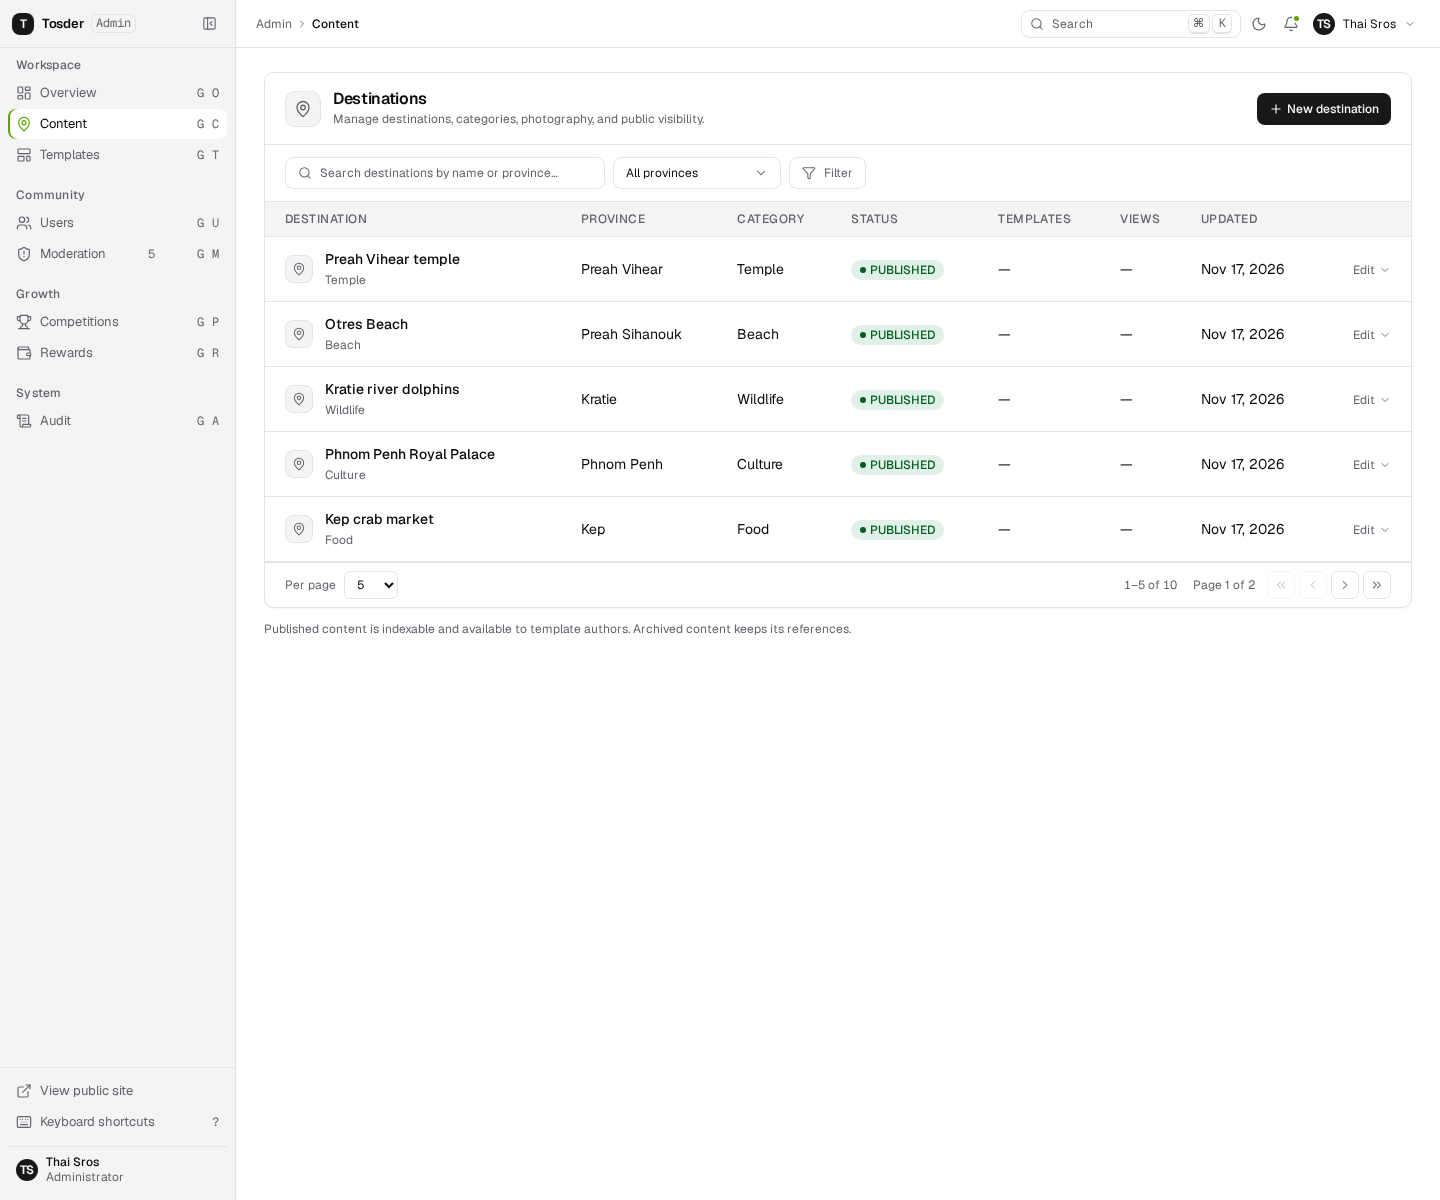 T Tosder Admin
Admin > Content
Search ⌘ K
TS Thai Sros
Workspace
Overview G O
Content G C
Templates G T
Community
Users G U
Moderation 5 G M
Growth
Competitions G P
Rewards G R
System
Audit G A
View public site
Keyboard shortcuts ?
TS Thai Sros
Administrator
Destinations
Manage destinations, categories, photography, and public visibility.
+ New destination
Search destinations by name or province...
All provinces
Filter
DESTINATION PROVINCE CATEGORY STATUS TEMPLATES VIEWS UPDATED
Preah Vihear temple
Temple
Preah Vihear Temple PUBLISHED — — Nov 17, 2026 Edit
Otres Beach
Beach
Preah Sihanouk Beach PUBLISHED — — Nov 17, 2026 Edit
Kratie river dolphins
Wildlife
Kratie Wildlife PUBLISHED — — Nov 17, 2026 Edit
Phnom Penh Royal Palace
Culture
Phnom Penh Culture PUBLISHED — — Nov 17, 2026 Edit
Kep crab market
Food
Kep Food PUBLISHED — — Nov 17, 2026 Edit
Per page 5 1–5 of 10 Page 1 of 2
Published content is indexable and available to template authors. Archived content keeps its references.